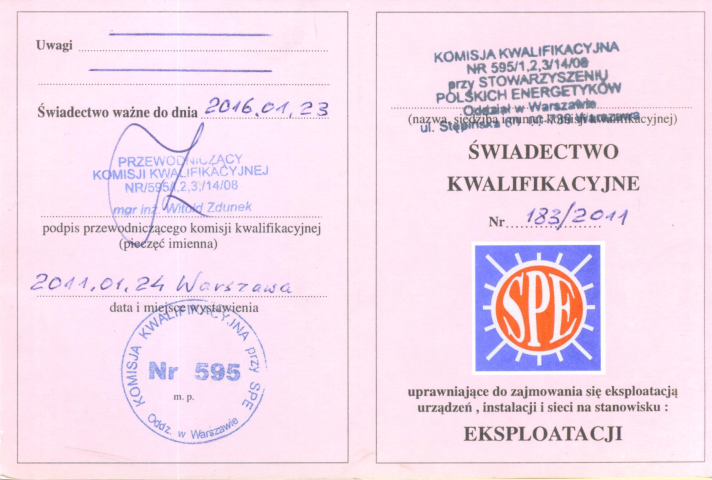 Uwagi
Świadectwo ważne do dnia 2016.01.23
PRZEWODNICZĄCY
KOMISJI KWALIFIKACYJNEJ
NR/595/1,2,3,/14/08
mgr inż. Witold Zdunek
podpis przewodniczącego komisji kwalifikacyjnej
(pieczęć imienna)
2011.01.24 Warszawa
data i miejsce wystawienia
KOMISJA KWALIFIKACYJNA przy SPE
Nr 595
m. p.
Oddz. w Warszawie
KOMISJA KWALIFIKACYJNA
NR 595/1,2,3/14/08
przy STOWARZYSZENIU
POLSKICH ENERGETYKÓW
Oddział w Warszawie
(nazwa, siedziba i numer komisji kwalifikacyjnej)
ul. Stępińska Warszawa
ŚWIADECTWO
KWALIFIKACYJNE
Nr 183/2011
SPE
uprawniające do zajmowania się eksploatacją
urządzeń , instalacji i sieci na stanowisku :
EKSPLOATACJI